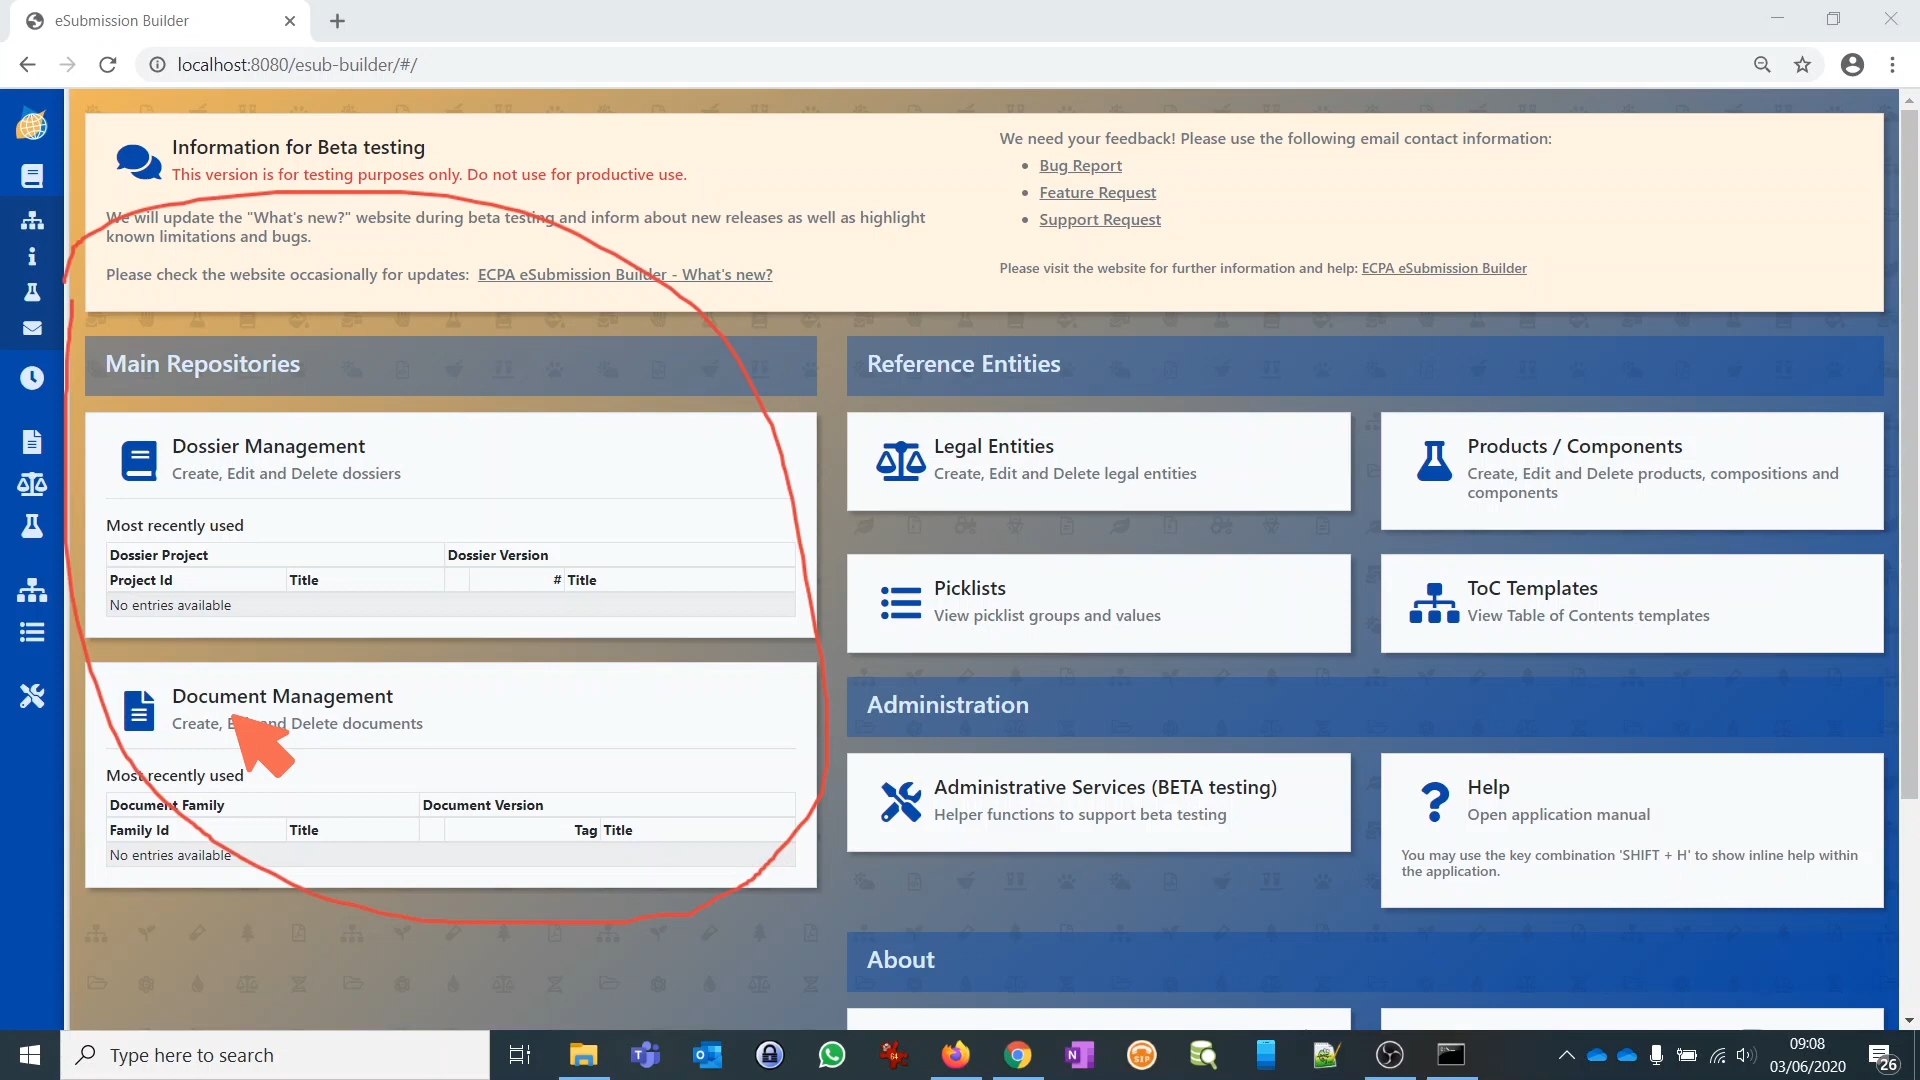 eSubmission Builder
localhost:8080/esub-builder/#/
Information for Beta testing
This version is for testing purposes only. Do not use for productive use.
We will update the "What's new?" website during beta testing and inform about new releases as well as highlight
known limitations and bugs.
Please check the website occasionally for updates: ECPA eSubmission Builder - What's new?
We need your feedback! Please use the following email contact information:
Bug Report
Feature Request
Support Request
Please visit the website for further information and help: ECPA eSubmission Builder
Main Repositories
Dossier Management
Create, Edit and Delete dossiers
Most recently used
Dossier Project Dossier Version
Project Id Title # Title
No entries available
Document Management
Create, Edit and Delete documents
Most recently used
Document Family Document Version
Family Id Title Tag Title
No entries available
Reference Entities
Legal Entities
Create, Edit and Delete legal entities
Products / Components
Create, Edit and Delete products, compositions and
components
Picklists
View picklist groups and values
ToC Templates
View Table of Contents templates
Administration
Administrative Services (BETA testing)
Helper functions to support beta testing
Help
Open application manual
You may use the key combination 'SHIFT + H' to show inline help within
the application.
About
Type here to search
64
SIP
09:08
03/06/2020
26